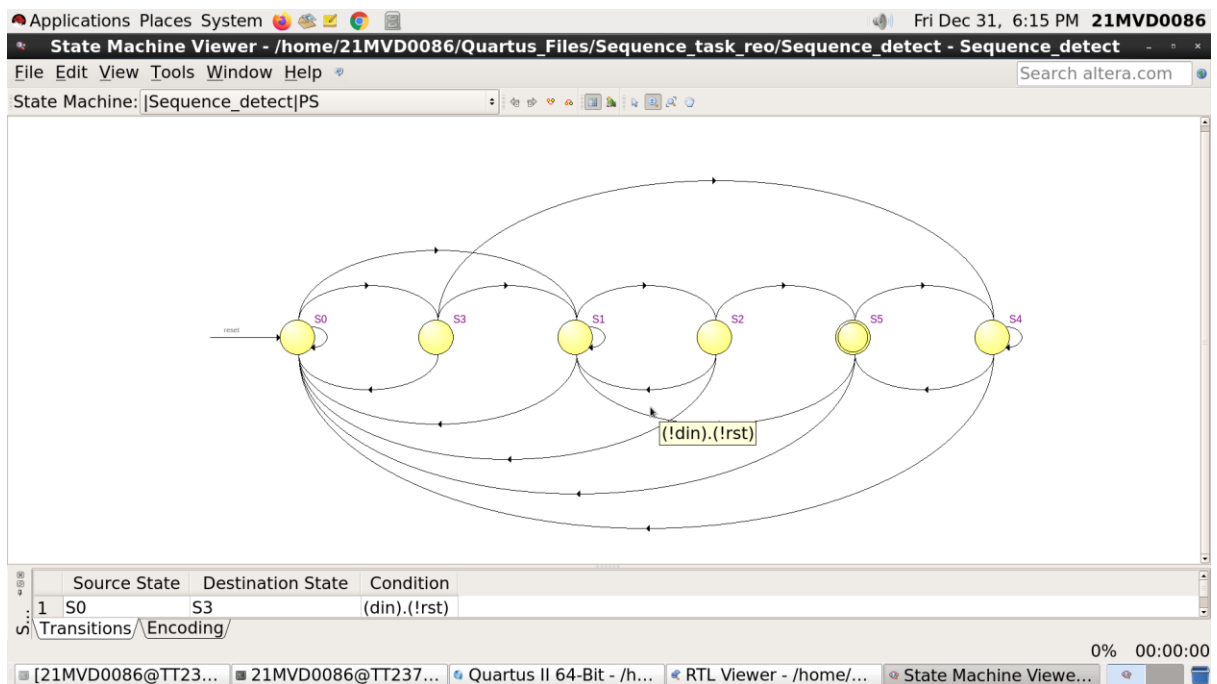 Applications Places System Fri Dec 31, 6:15 PM 21MVD0086
State Machine Viewer - /home/21MVD0086/Quartus_Files/Sequence_task_reo/Sequence_detect - Sequence_detect
File Edit View Tools Window Help Search altera.com
State Machine: |Sequence_detect|PS
reset S0 S3 S1 S2 S5 S4
(!din).(!rst)
Source State Destination State Condition
1 S0 S3 (din).(!rst)
S... Transitions Encoding
0% 00:00:00
[21MVD0086@TT23... 21MVD0086@TT237... Quartus II 64-Bit - /h... RTL Viewer - /home/... State Machine Viewe...